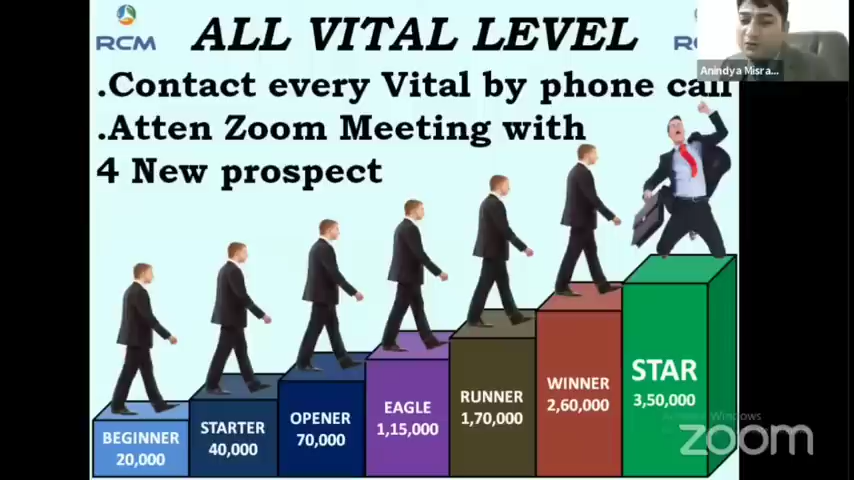 RCM
ALL VITAL LEVEL
Anindya Misra...
.Contact every Vital by phone call
.Atten Zoom Meeting with
4 New prospect
BEGINNER
20,000
STARTER
40,000
OPENER
70,000
EAGLE
1,15,000
RUNNER
1,70,000
WINNER
2,60,000
STAR
3,50,000
zoom